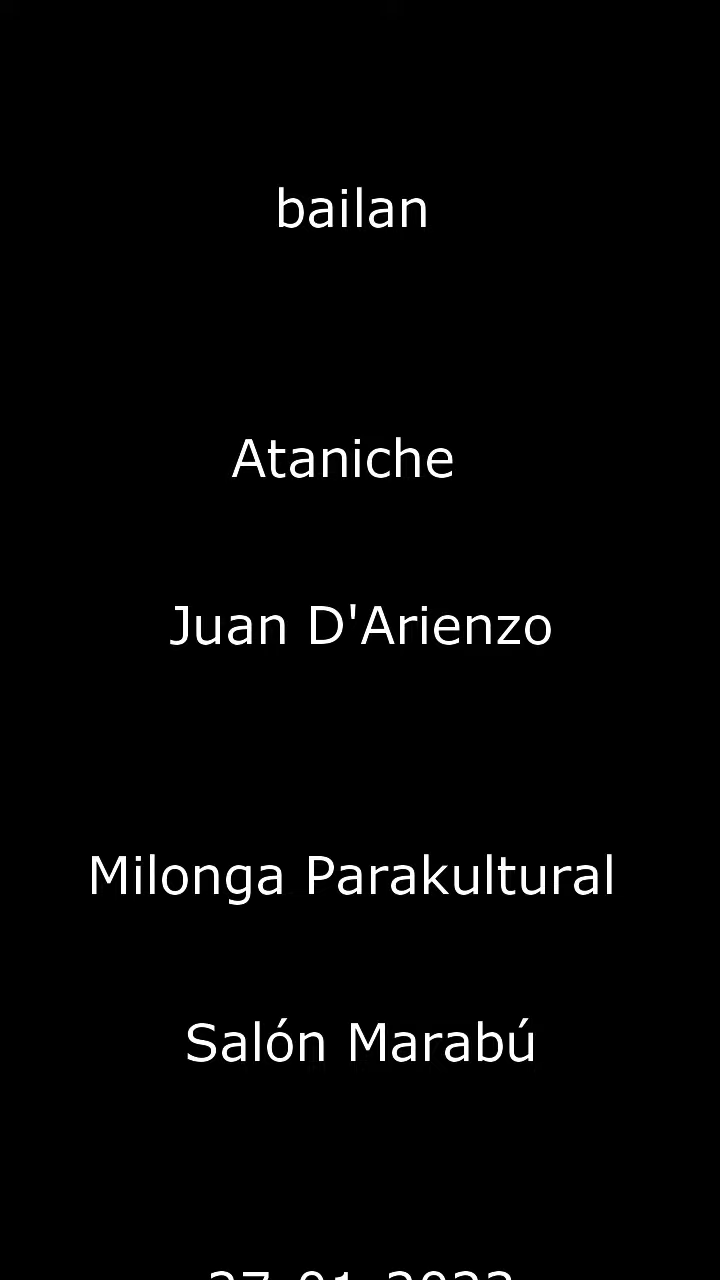 bailan
Ataniche
Juan D'Arienzo
Milonga Parakultural
Salón Marabú